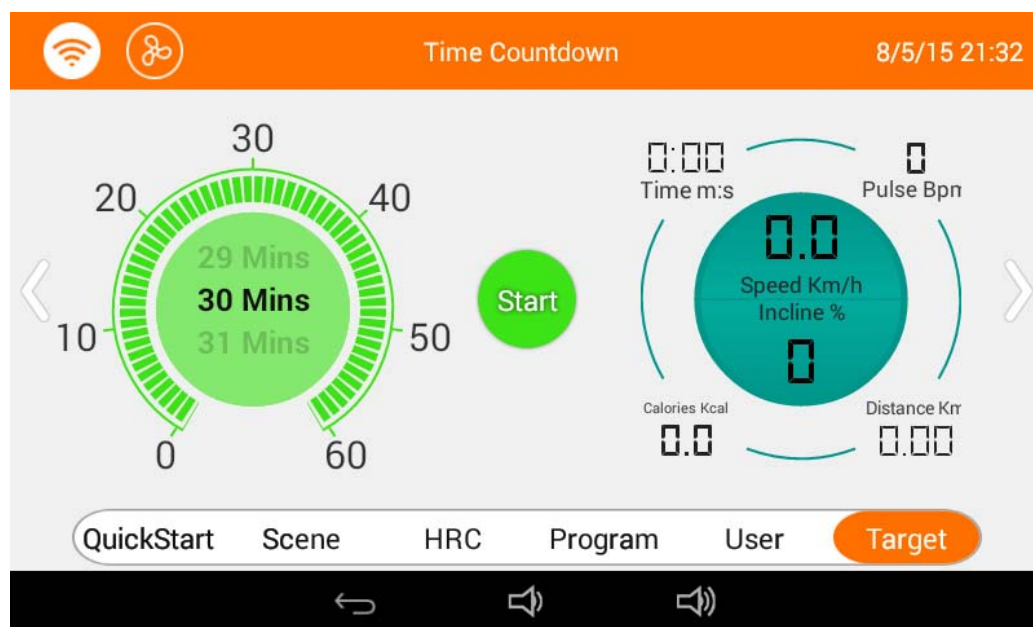 Time Countdown
8/5/15 21:32
30
20
40
10
50
0
60
29 Mins
30 Mins
31 Mins
Start
0:00
Time m:s
0
Pulse Bpm
0.0
Speed Km/h
Incline %
0
Calories Kcal
0.0
Distance Km
0.00
QuickStart
Scene
HRC
Program
User
Target